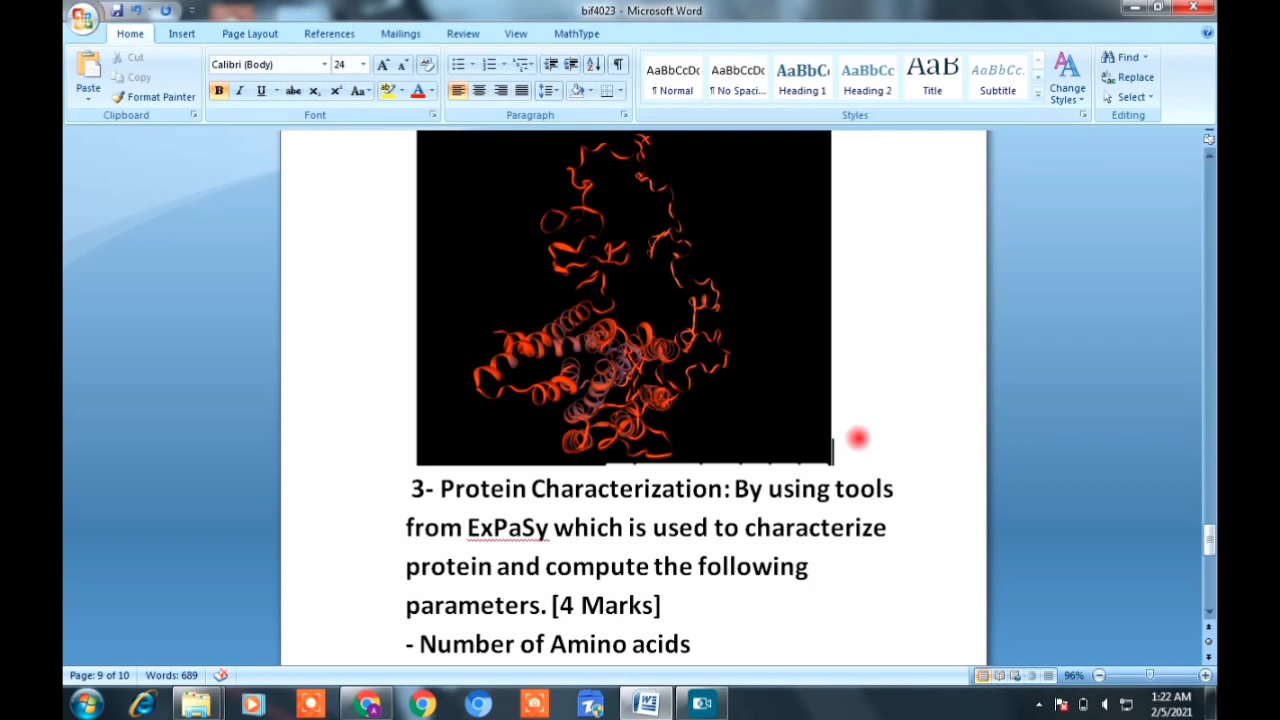 bif4023 - Microsoft Word
Home Insert Page Layout References Mailings Review View MathType
Cut
Copy
Paste
Format Painter
Clipboard
Calibri (Body) 24
Font
Paragraph
AaBbCcDc AaBbCcDc AaBbC AaBbCc AaB AaBbCc.
¶ Normal ¶ No Spaci... Heading 1 Heading 2 Title Subtitle
Change
Styles
Styles
Find
Replace
Select
Editing
3- Protein Characterization: By using tools
from ExPaSy which is used to characterize
protein and compute the following
parameters. [4 Marks]
- Number of Amino acids
Page: 9 of 10 Words: 689 96%
1:22 AM
2/5/2021